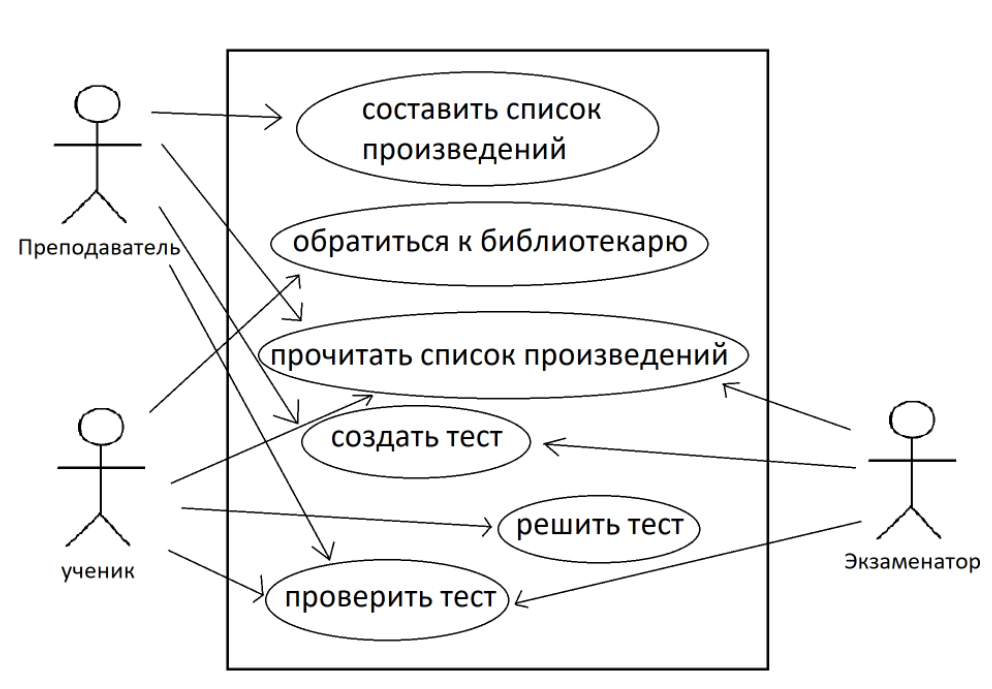 составить список
произведений
Преподаватель
обратиться к библиотекарю
прочитать список произведений
создать тест
решить тест
Экзаменатор
ученик
проверить тест